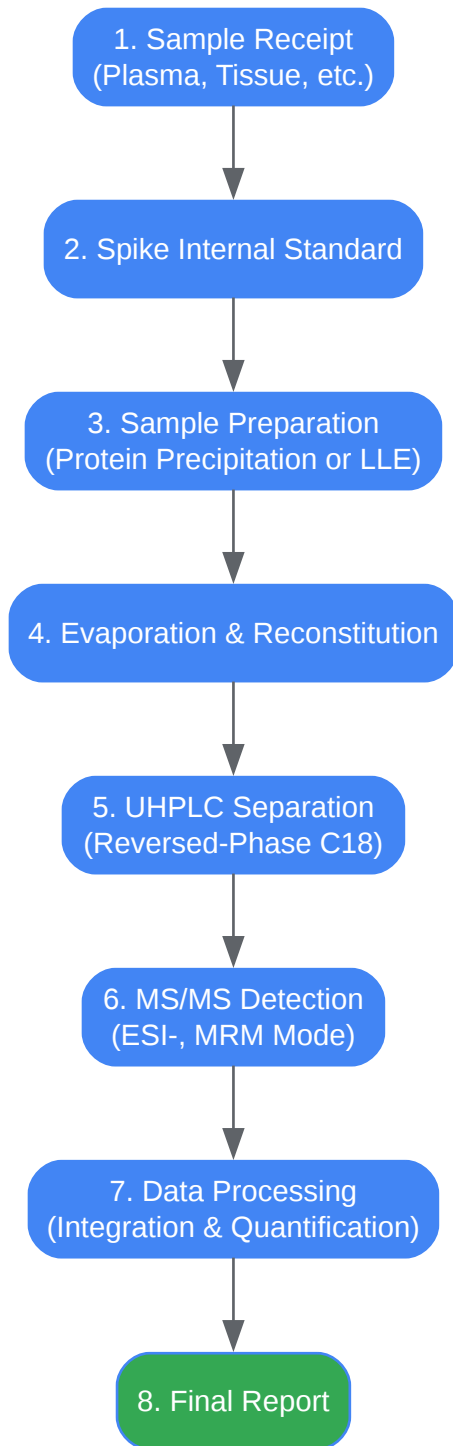 1. Sample Receipt
(Plasma, Tissue, etc.)
2. Spike Internal Standard
3. Sample Preparation
(Protein Precipitation or LLE)
4. Evaporation & Reconstitution
5. UHPLC Separation
(Reversed-Phase C18)
6. MS/MS Detection
(ESI-, MRM Mode)
7. Data Processing
(Integration & Quantification)
8. Final Report